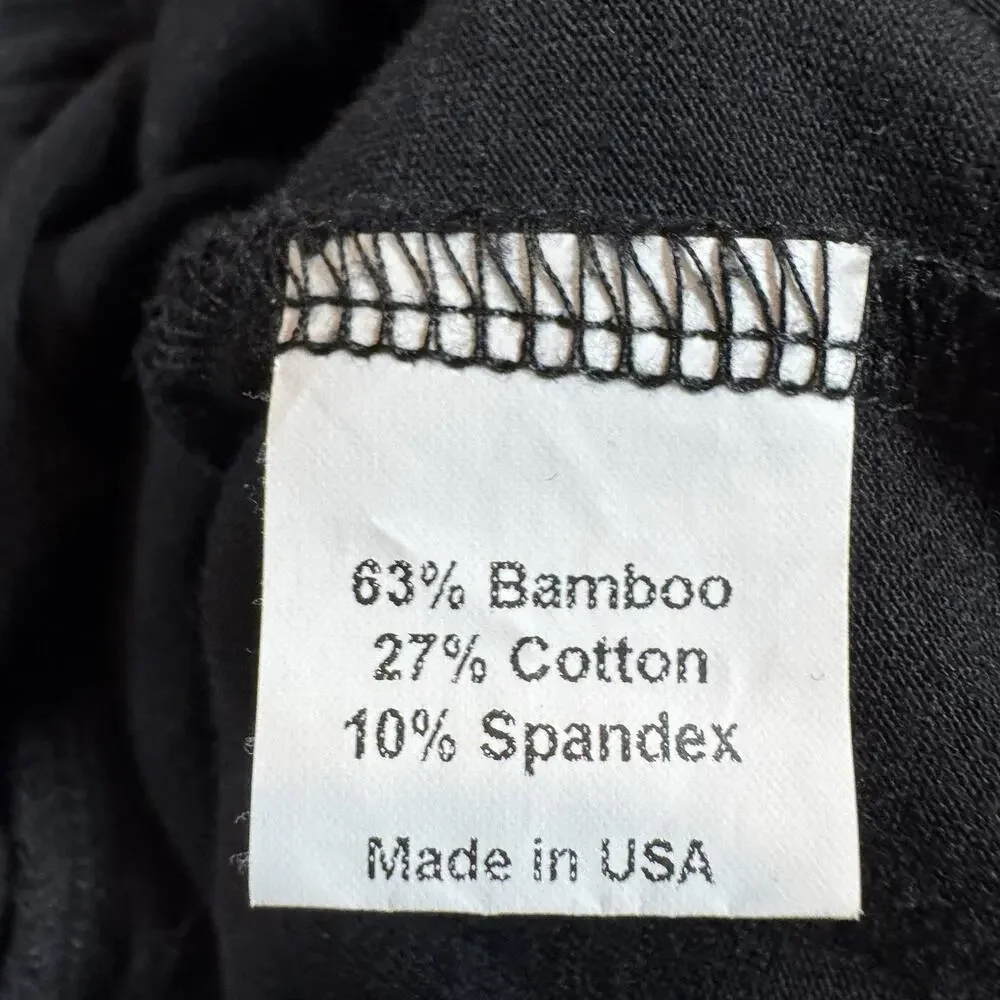 63% Bamboo
27% Cotton
10% Spandex
Made in USA